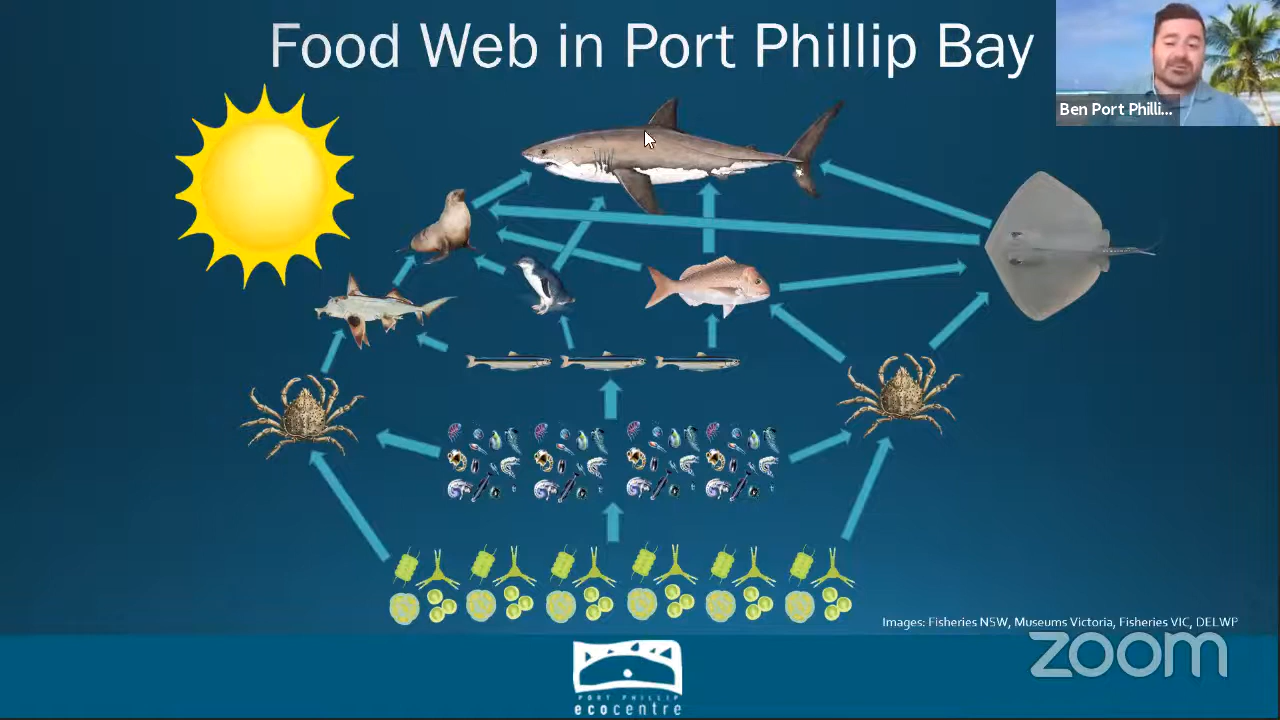 Food Web in Port Phillip Bay
Ben Port Philli...
Images: Fisheries NSW, Museums Victoria, Fisheries VIC, DELWP
zoom
PORT PHILLIP
ecocentre